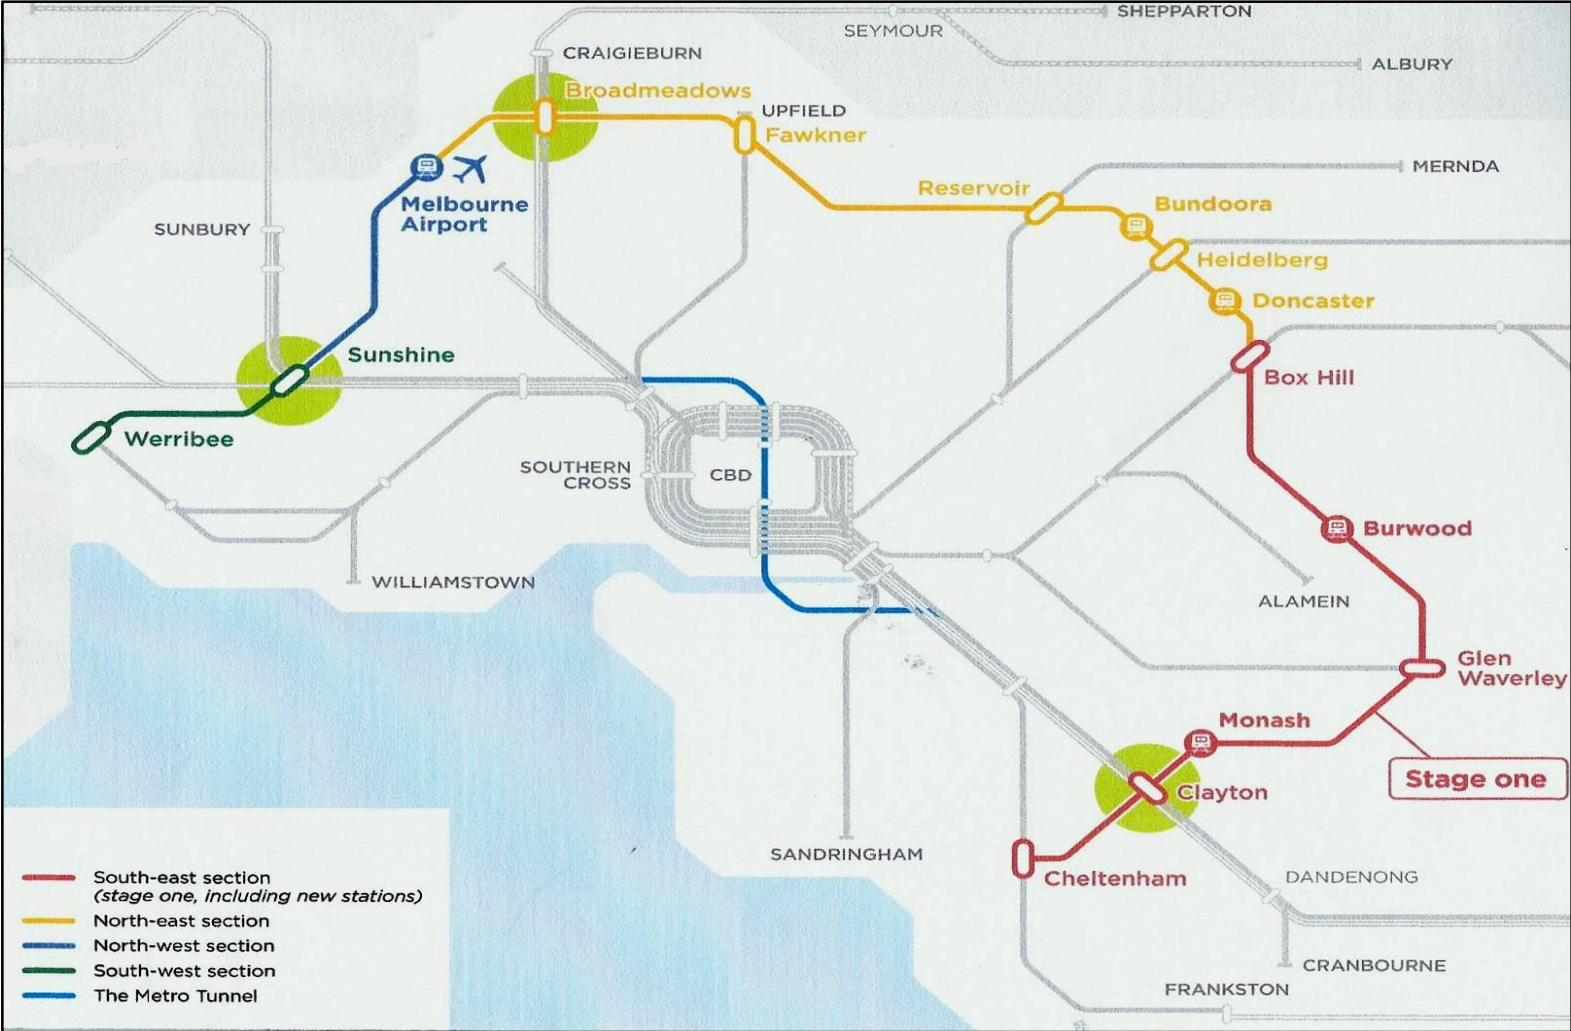 SHEPPARTON
SEYMOUR
CRAIGIEBURN
ALBURY
Broadmeadows
UPFIELD
Fawkner
MERNDA
Reservoir
Melbourne
Airport
Bundoora
SUNBURY
Heidelberg
Doncaster
Sunshine
Box Hill
Werribee
SOUTHERN
CROSS
CBD
Burwood
WILLIAMSTOWN
ALAMEIN
Glen
Waverley
Monash
Stage one
Clayton
SANDRINGHAM
Cheltenham
DANDENONG
CRANBOURNE
FRANKSTON
South-east section
(stage one, including new stations)
North-east section
North-west section
South-west section
The Metro Tunnel